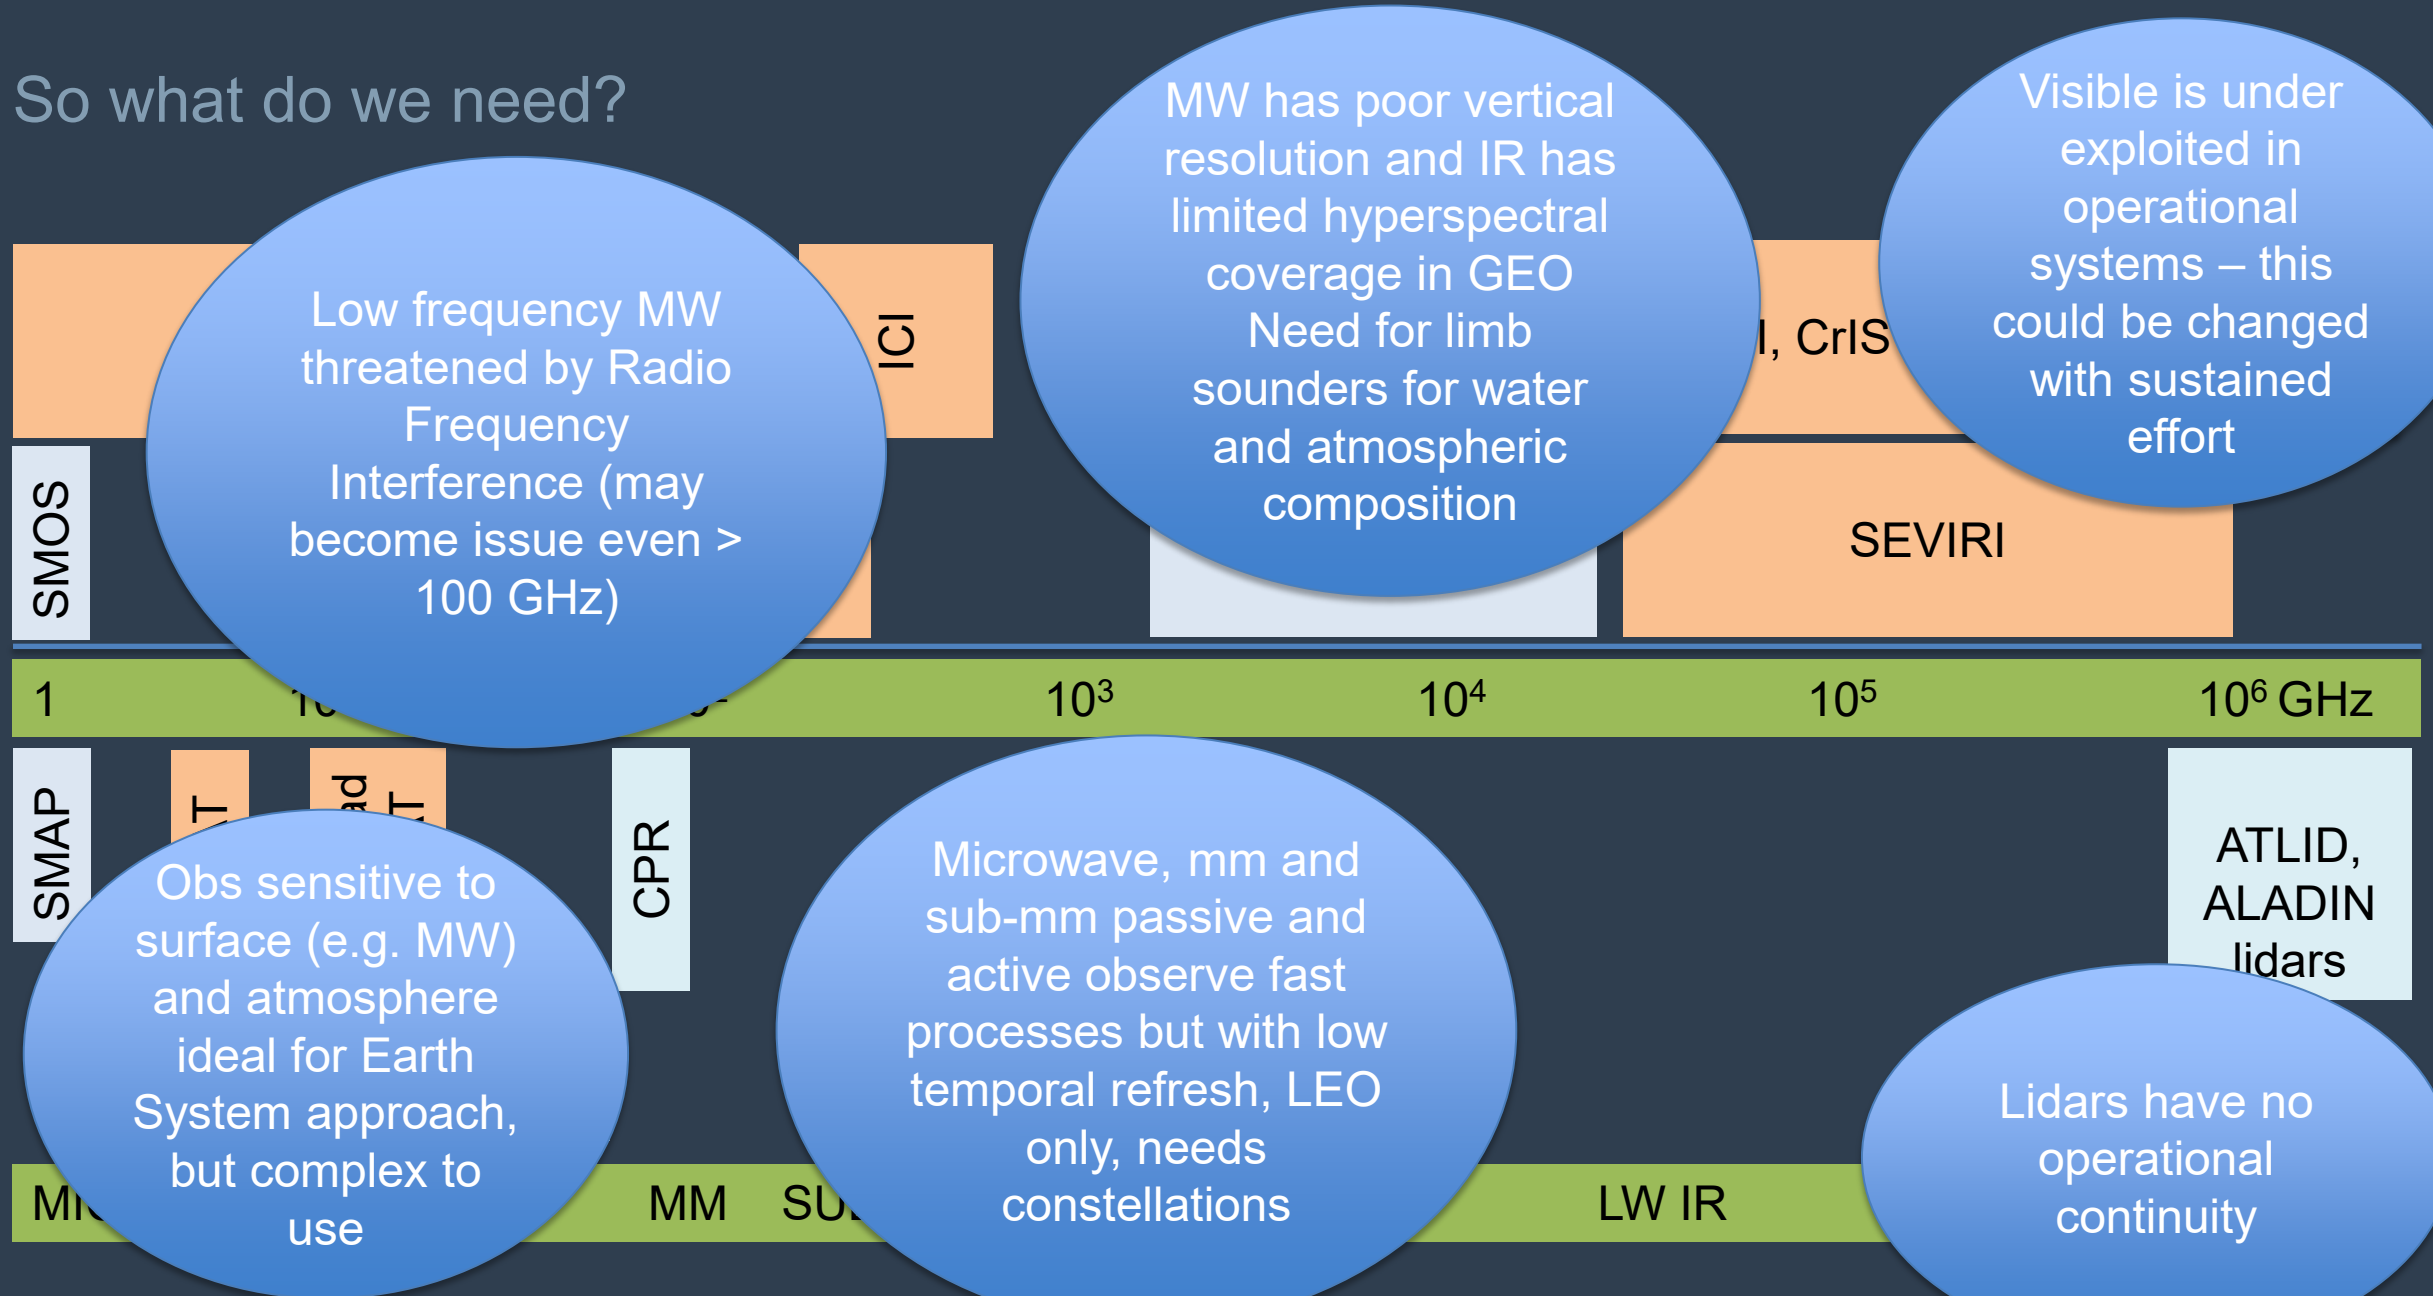 So what do we need?
Low frequency MW
threatened by Radio
Frequency
Interference (may
become issue even >
100 GHz)
ICI
MW has poor vertical
resolution and IR has
limited hyperspectral
coverage in GEO
Need for limb
sounders for water
and atmospheric
composition
CrIS
Visible is under
exploited in
operational
systems – this
could be changed
with sustained
effort
SMOS
SEVIRI
1
10³
10⁴
10⁵
10⁶ GHz
SMAP
CPR
ATLID,
ALADIN
lidars
Obs sensitive to
surface (e.g. MW)
and atmosphere
ideal for Earth
System approach,
but complex to
use
Microwave, mm and
sub-mm passive and
active observe fast
processes but with low
temporal refresh, LEO
only, needs
constellations
Lidars have no
operational
continuity
MM
LW IR